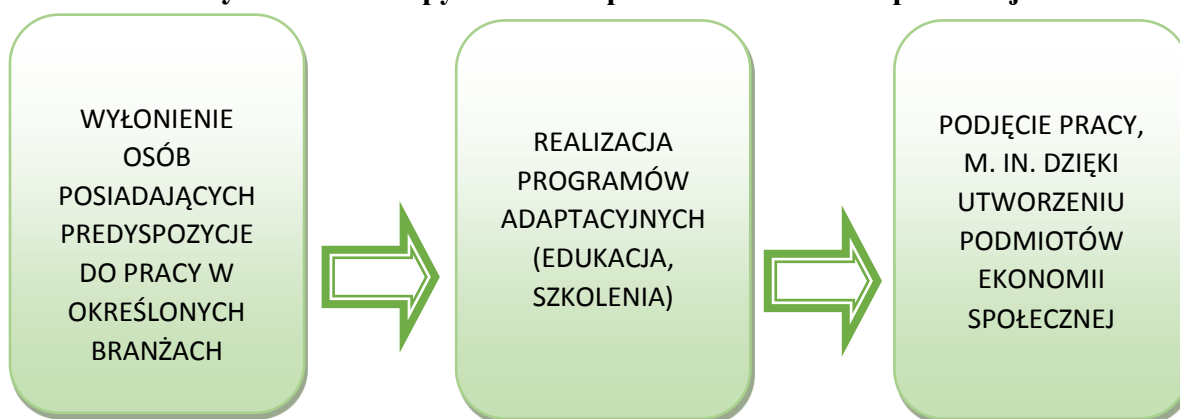 WYŁONIENIE
OSÓB
POSIADAJĄCYCH
PREDYSPOZYCJE
DO PRACY W
OKREŚLONYCH
BRANŻACH
REALIZACJA
PROGRAMÓW
ADAPTACYJNYCH
(EDUKACJA,
SZKOLENIA)
PODJĘCIE PRACY,
M. IN. DZIĘKI
UTWORZENIU
PODMIOTÓW
EKONOMII
SPOŁECZNEJ